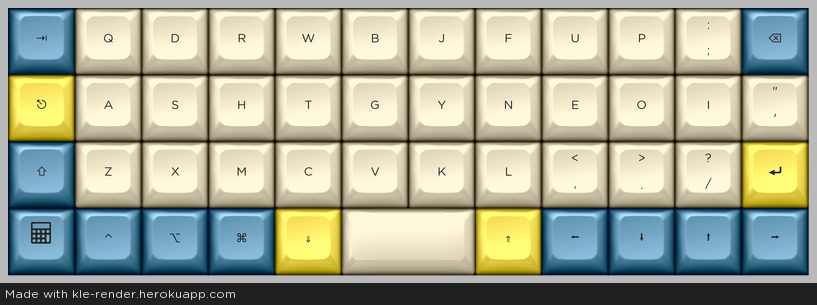 ⇥ Q D R W B J F U P : ; ⌫
⎋ A S H T G Y N E O I " '
⇧ Z X M C V K L < , > . ? / ↵
^ ⌥ ⌘ ⇓ ⇑ ← ↓ ↑ →
Made with kle-render.herokuapp.com